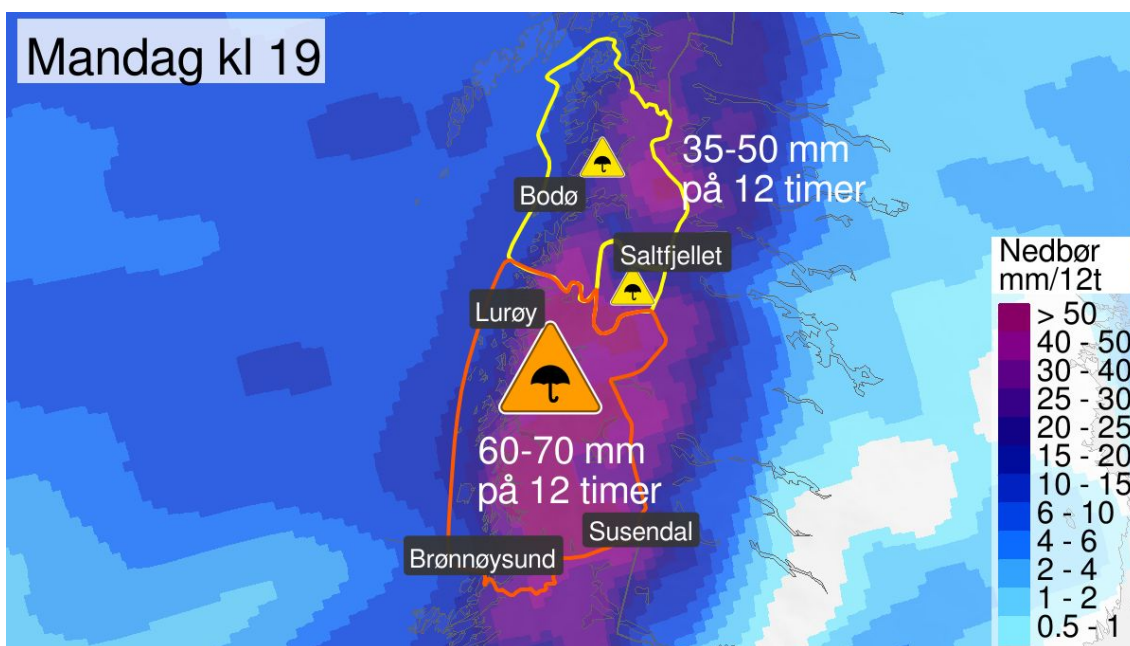 Mandag kl 19
35-50 mm
på 12 timer
Bodø
Saltfjellet
Lurøy
60-70 mm
på 12 timer
Susendal
Brønnøysund
Nedbør
mm/12t
> 50
40 - 50
30 - 40
25 - 30
20 - 25
15 - 20
10 - 15
6 - 10
4 - 6
2 - 4
1 - 2
0.5 - 1